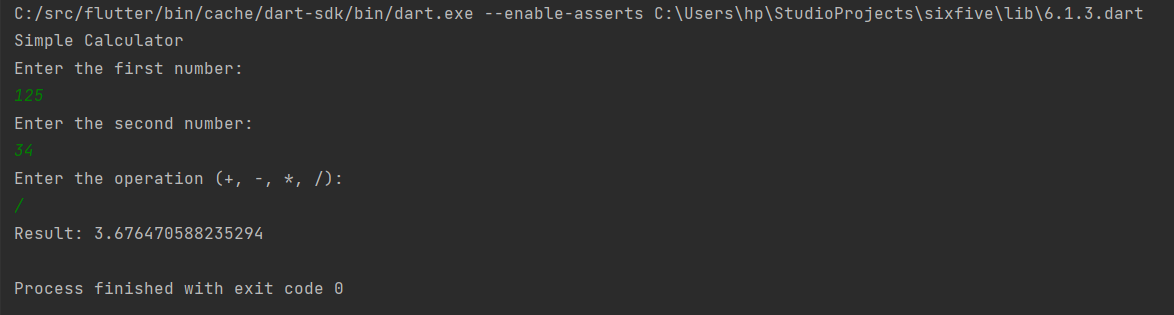 C:/src/flutter/bin/cache/dart-sdk/bin/dart.exe --enable-asserts C:\Users\hp\StudioProjects\sixfive\lib\6.1.3.dart
Simple Calculator
Enter the first number:
125
Enter the second number:
34
Enter the operation (+, -, *, /):
/
Result: 3.676470588235294
Process finished with exit code 0